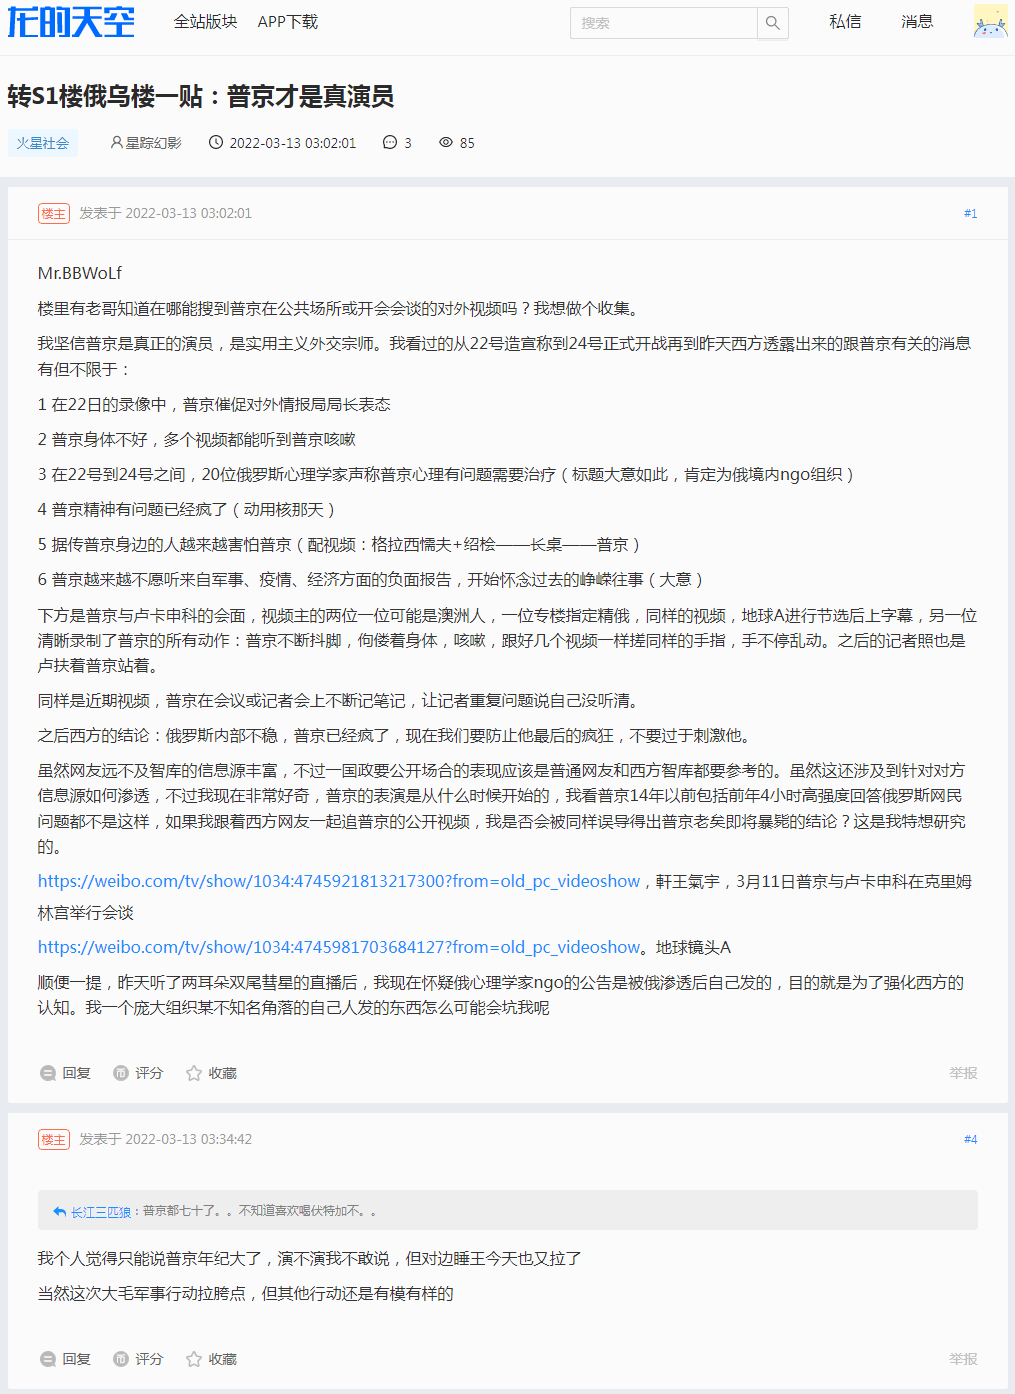 龙的天空
全站版块 APP下载
搜索
私信
消息
转S1楼俄乌楼一贴：普京才是真演员
火星社会 星踪幻影 2022-03-13 03:02:01 3 85
楼主 发表于 2022-03-13 03:02:01 #1
Mr.BBWoLf
楼里有老哥知道在哪能搜到普京在公共场所或开会会谈的对外视频吗？我想做个收集。
我坚信普京是真正的演员，是实用主义外交宗师。我看过的从22号造宣称到24号正式开战再到昨天西方透露出来的跟普京有关的消息
有但不限于：
1 在22日的录像中，普京催促对外情报局局长表态
2 普京身体不好，多个视频都能听到普京咳嗽
3 在22号到24号之间，20位俄罗斯心理学家声称普京心理有问题需要治疗（标题大意如此，肯定为俄境内ngo组织）
4 普京精神有问题已经疯了（动用核那天）
5 据传普京身边的人越来越害怕普京（配视频：格拉西懦夫+绍桧——长桌——普京）
6 普京越来越不愿听来自军事、疫情、经济方面的负面报告，开始怀念过去的峥嵘往事（大意）
下方是普京与卢卡申科的会面，视频主的两位一位可能是澳洲人，一位专楼指定精俄，同样的视频，地球A进行节选后上字幕，另一位
清晰录制了普京的所有动作：普京不断抖脚，佝偻着身体，咳嗽，跟好几个视频一样搓同样的手指，手不停乱动。之后的记者照也是
卢扶着普京站着。
同样是近期视频，普京在会议或记者会上不断记笔记，让记者重复问题说自己没听清。
之后西方的结论：俄罗斯内部不稳，普京已经疯了，现在我们要防止他最后的疯狂，不要过于刺激他。
虽然网友远不及智库的信息源丰富，不过一国政要公开场合的表现应该是普通网友和西方智库都要参考的。虽然这还涉及到针对对方
信息源如何渗透，不过我现在非常好奇，普京的表演是从什么时候开始的，我看普京14年以前包括前年4小时高强度回答俄罗斯网民
问题都不是这样，如果我跟着西方网友一起追普京的公开视频，我是否会被同样误导得出普京老矣即将暴毙的结论？这是我特想研究
的。
https://weibo.com/tv/show/1034:4745921813217300?from=old_pc_videoshow，軒王氣宇，3月11日普京与卢卡申科在克里姆
林宫举行会谈
https://weibo.com/tv/show/1034:4745981703684127?from=old_pc_videoshow。地球镜头A
顺便一提，昨天听了两耳朵双尾彗星的直播后，我现在怀疑俄心理学家ngo的公告是被俄渗透后自己发的，目的就是为了强化西方的
认知。我一个庞大组织某不知名角落的自己人发的东西怎么可能会坑我呢
回复 评分 收藏 举报
楼主 发表于 2022-03-13 03:34:42 #4
长江三匹狼：普京都七十了。。不知道喜欢喝伏特加不。。
我个人觉得只能说普京年纪大了，演不演我不敢说，但对边睡王今天也又拉了
当然这次大毛军事行动拉胯点，但其他行动还是有模有样的
回复 评分 收藏 举报